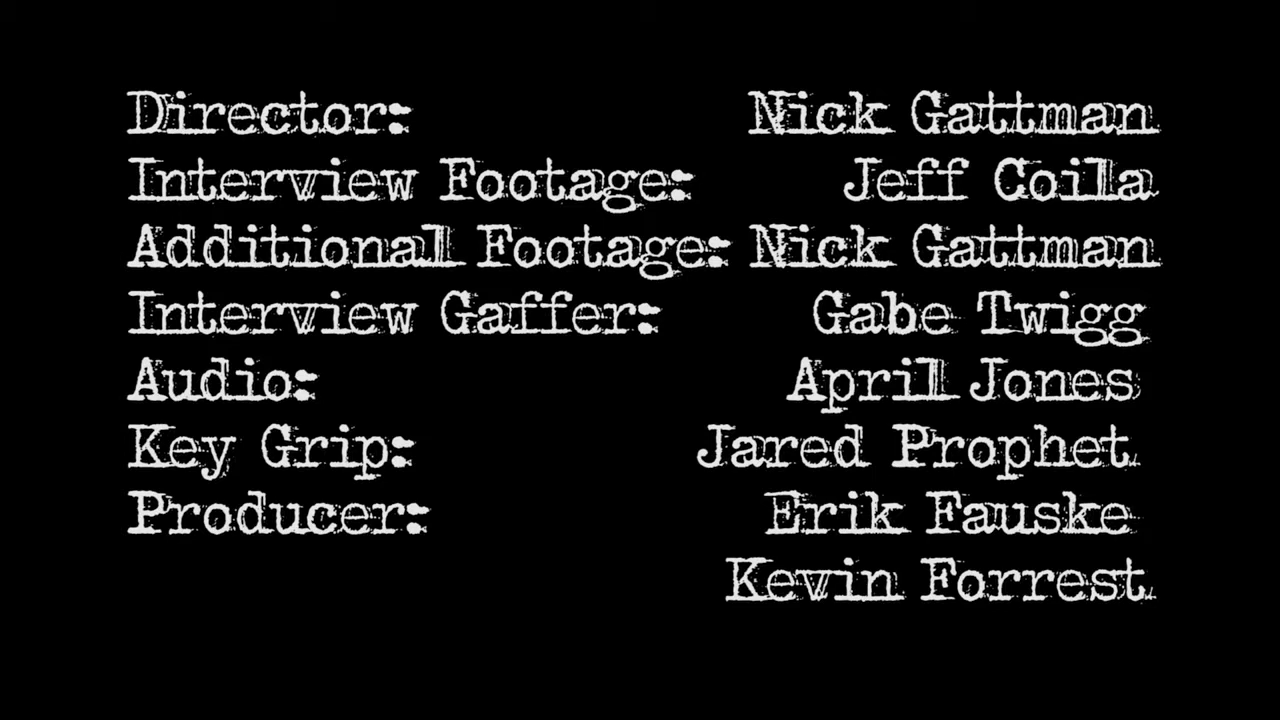 Director: Nick Gattman
Interview Footage: Jeff Coilla
Additional Footage: Nick Gattman
Interview Gaffer: Gabe Twigg
Audio: April Jones
Key Grip: Jared Prophet
Producer: Erik Fauske
Kevin Forrest